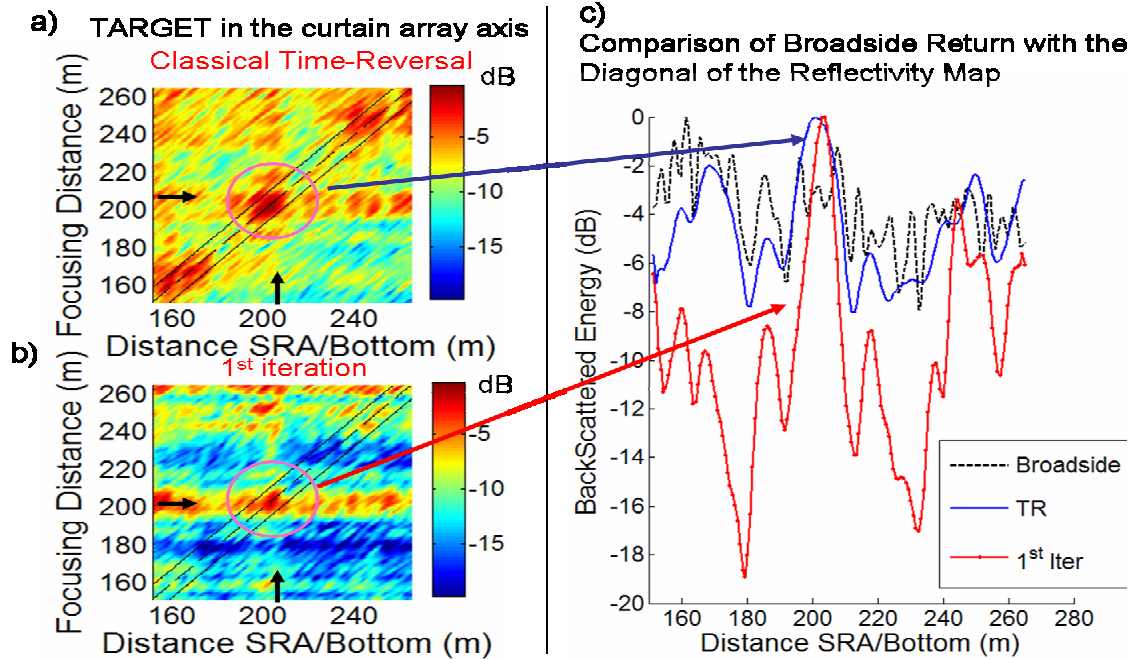 a)
TARGET in the curtain array axis
Classical Time-Reversal
dB
Focusing Distance (m)
260
240
220
200
180
160
-5
-10
-15
160
200
240
Distance SRA/Bottom (m)
b)
1st iteration
dB
Focusing Distance (m)
260
240
220
200
180
160
-5
-10
-15
160
200
240
Distance SRA/Bottom (m)
c)
Comparison of Broadside Return with the
Diagonal of the Reflectivity Map
BackScattered Energy (dB)
0
-2
-4
-6
-8
-10
-12
-14
-16
-18
-20
160
180
200
220
240
260
280
Distance SRA/Bottom (m)
Broadside
TR
1st Iter